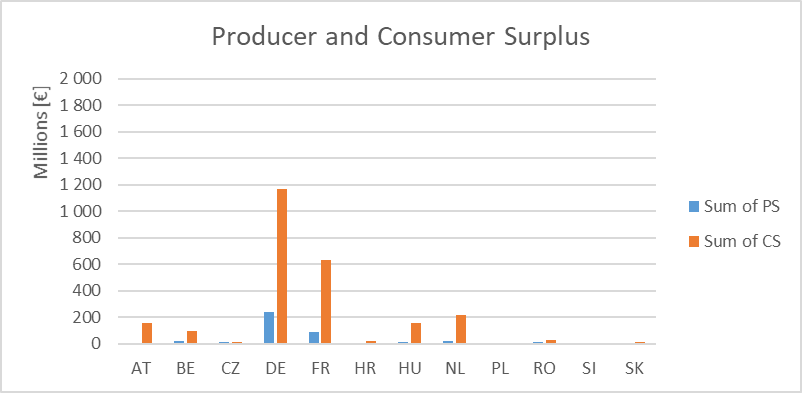 Producer and Consumer Surplus
Millions [€]
2 000
1 800
1 600
1 400
1 200
1 000
800
600
400
200
0
AT BE CZ DE FR HR HU NL PL RO SI SK
Sum of PS
Sum of CS